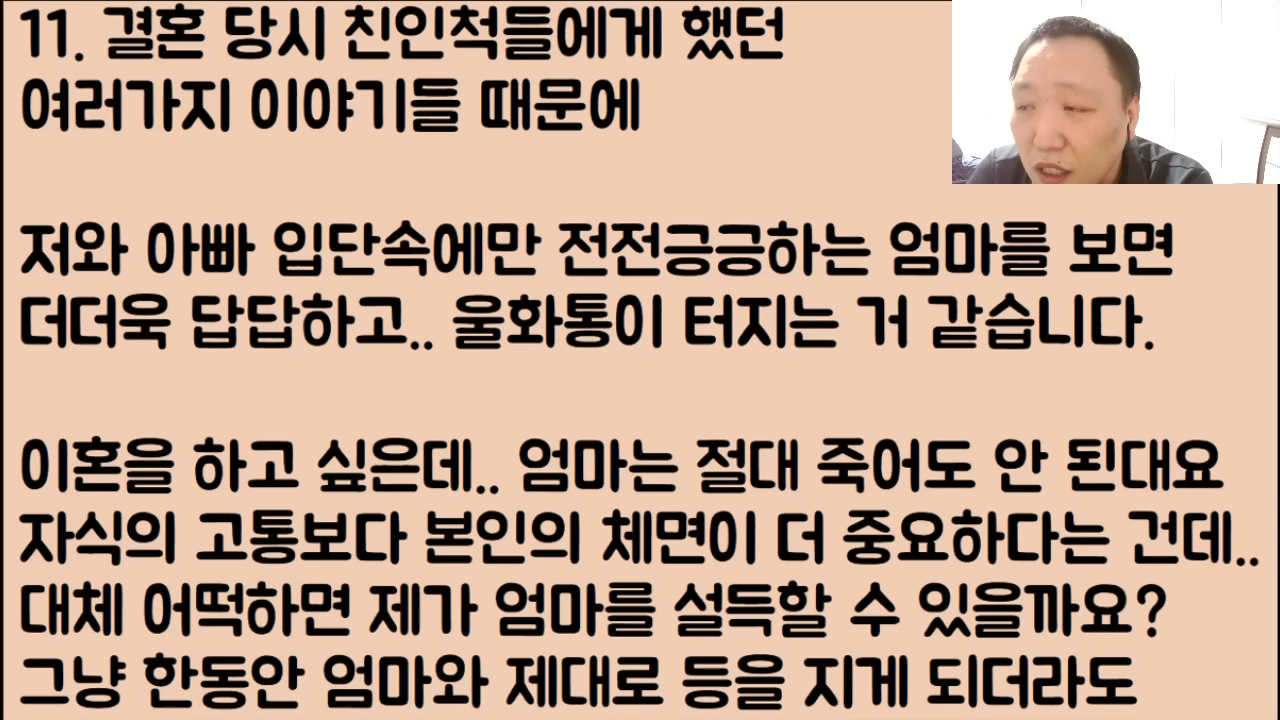 11. 결혼 당시 친인척들에게 했던
여러가지 이야기들 때문에
저와 아빠 입단속에만 전전긍긍하는 엄마를 보면
더더욱 답답하고.. 울화통이 터지는 거 같습니다.
이혼을 하고 싶은데.. 엄마는 절대 죽어도 안 된대요
자식의 고통보다 본인의 체면이 더 중요하다는 건데..
대체 어떡하면 제가 엄마를 설득할 수 있을까요?
그냥 한동안 엄마와 제대로 등을 지게 되더라도